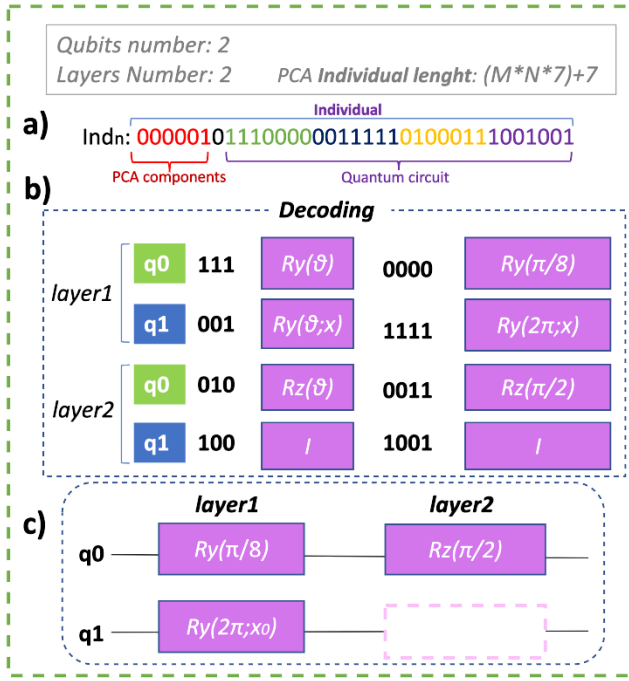 Qubits number: 2
Layers Number: 2 PCA Individual lenght: (M*N*7)+7
a)
Individual
Indn: 00000101110000001111101000111001001
PCA components Quantum circuit
b)
Decoding
layer1
q0 111 Ry(ϑ) 0000 Ry(π/8)
q1 001 Ry(ϑ;x) 1111 Ry(2π;x)
layer2
q0 010 Rz(ϑ) 0011 Rz(π/2)
q1 100 I 1001 I
c)
layer1 layer2
q0 Ry(π/8) Rz(π/2)
q1 Ry(2π;x₀)